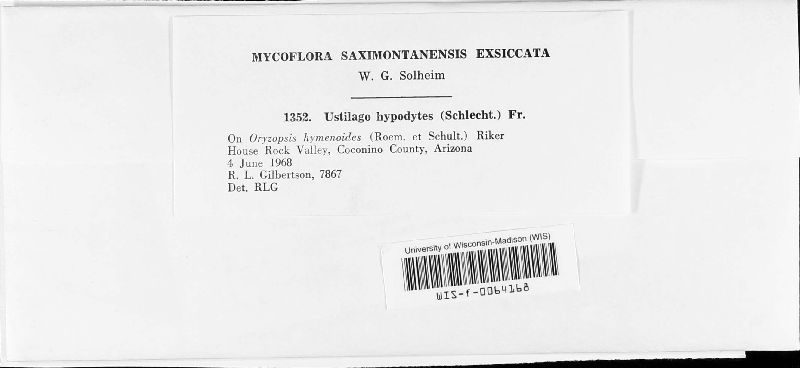 MYCOFLORA SAXIMONTANENSIS EXSICCATA
W. G. Solheim
1352. Ustilago hypodytes (Schlecht.) Fr.
On Oryzopsis hymenoides (Roem. et Schult.) Riker
House Rock Valley, Coconino County, Arizona
4 June 1968
R. L. Gilbertson, 7867
Det. RLG
University of Wisconsin-Madison (WIS)
WIS-f-0064168